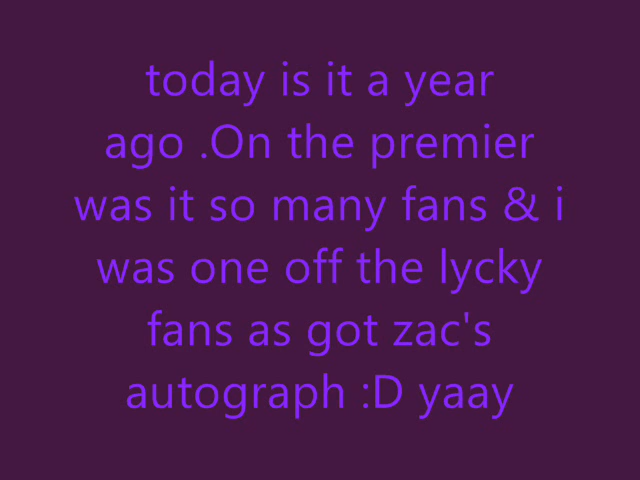 today is it a year
ago .On the premier
was it so many fans & i
was one off the lycky
fans as got zac's
autograph :D yaay